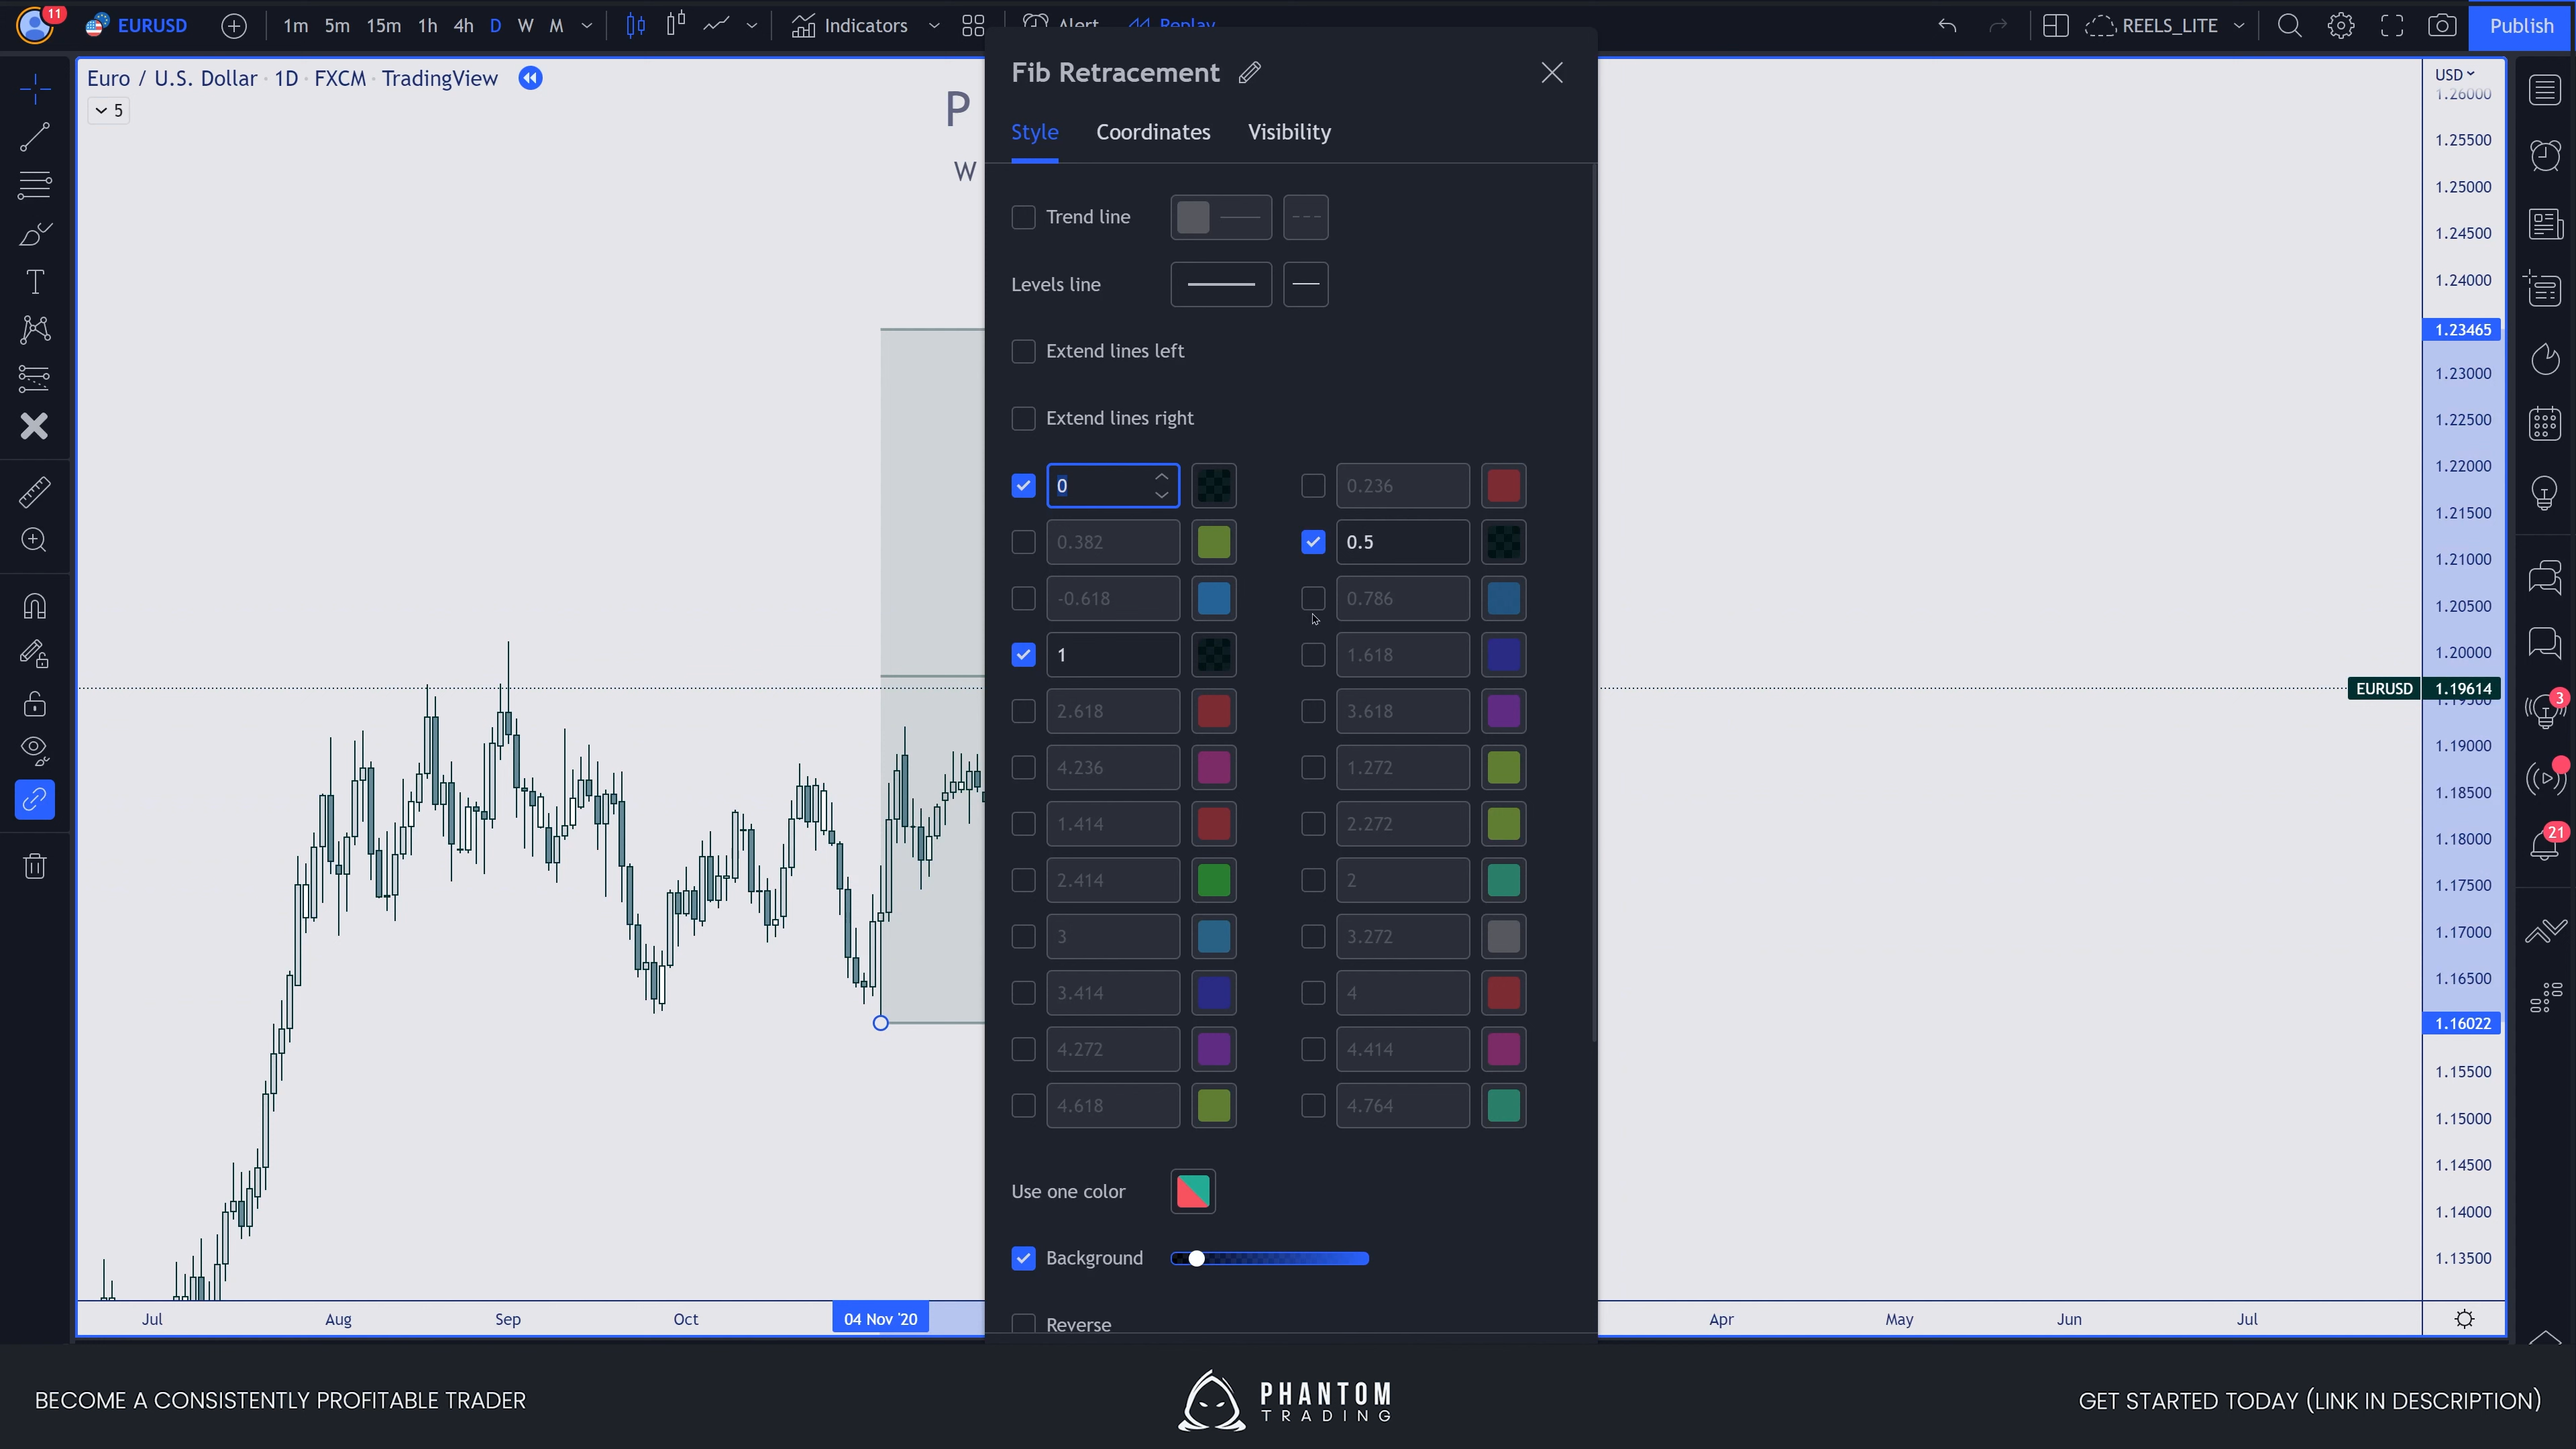 11
EURUSD
1m 5m 15m 1h 4h D W M
Indicators
Alert
Replay
REELS_LITE
Publish
Euro / U.S. Dollar · 1D · FXCM · TradingView
5
P
W
Fib Retracement
Style Coordinates Visibility
Trend line
Levels line
Extend lines left
Extend lines right
0 0.236
0.382 0.5
-0.618 0.786
1 1.618
2.618 3.618
4.236 1.272
1.414 2.272
2.414 2
3 3.272
3.414 4
4.272 4.414
4.618 4.764
Use one color
Background
Reverse
USD
1.26000
1.25500
1.25000
1.24500
1.24000
1.23465
1.23000
1.22500
1.22000
1.21500
1.21000
1.20500
1.20000
EURUSD 1.19614
1.19500
1.19000
1.18500
1.18000
1.17500
1.17000
1.16500
1.16022
1.15500
1.15000
1.14500
1.14000
1.13500
3
21
Jul Aug Sep Oct 04 Nov '20 Apr May Jun Jul
BECOME A CONSISTENTLY PROFITABLE TRADER
PHANTOM
TRADING
GET STARTED TODAY (LINK IN DESCRIPTION)